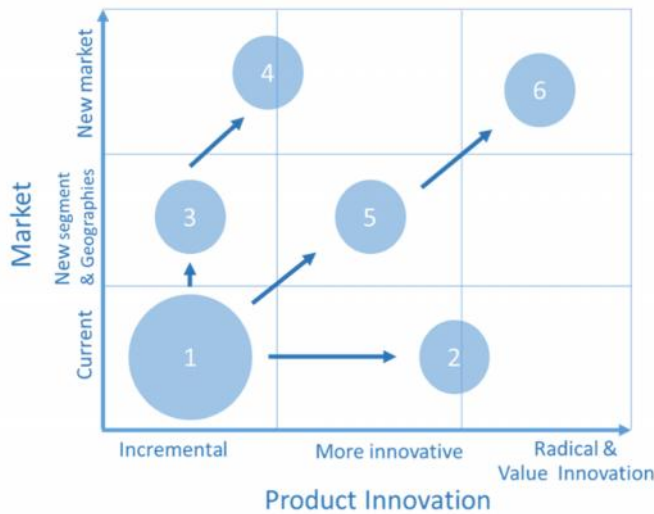 New market
4
6
Market
New segment
& Geographies
3
5
Current
1
2
Incremental
More innovative
Radical &
Value Innovation
Product Innovation